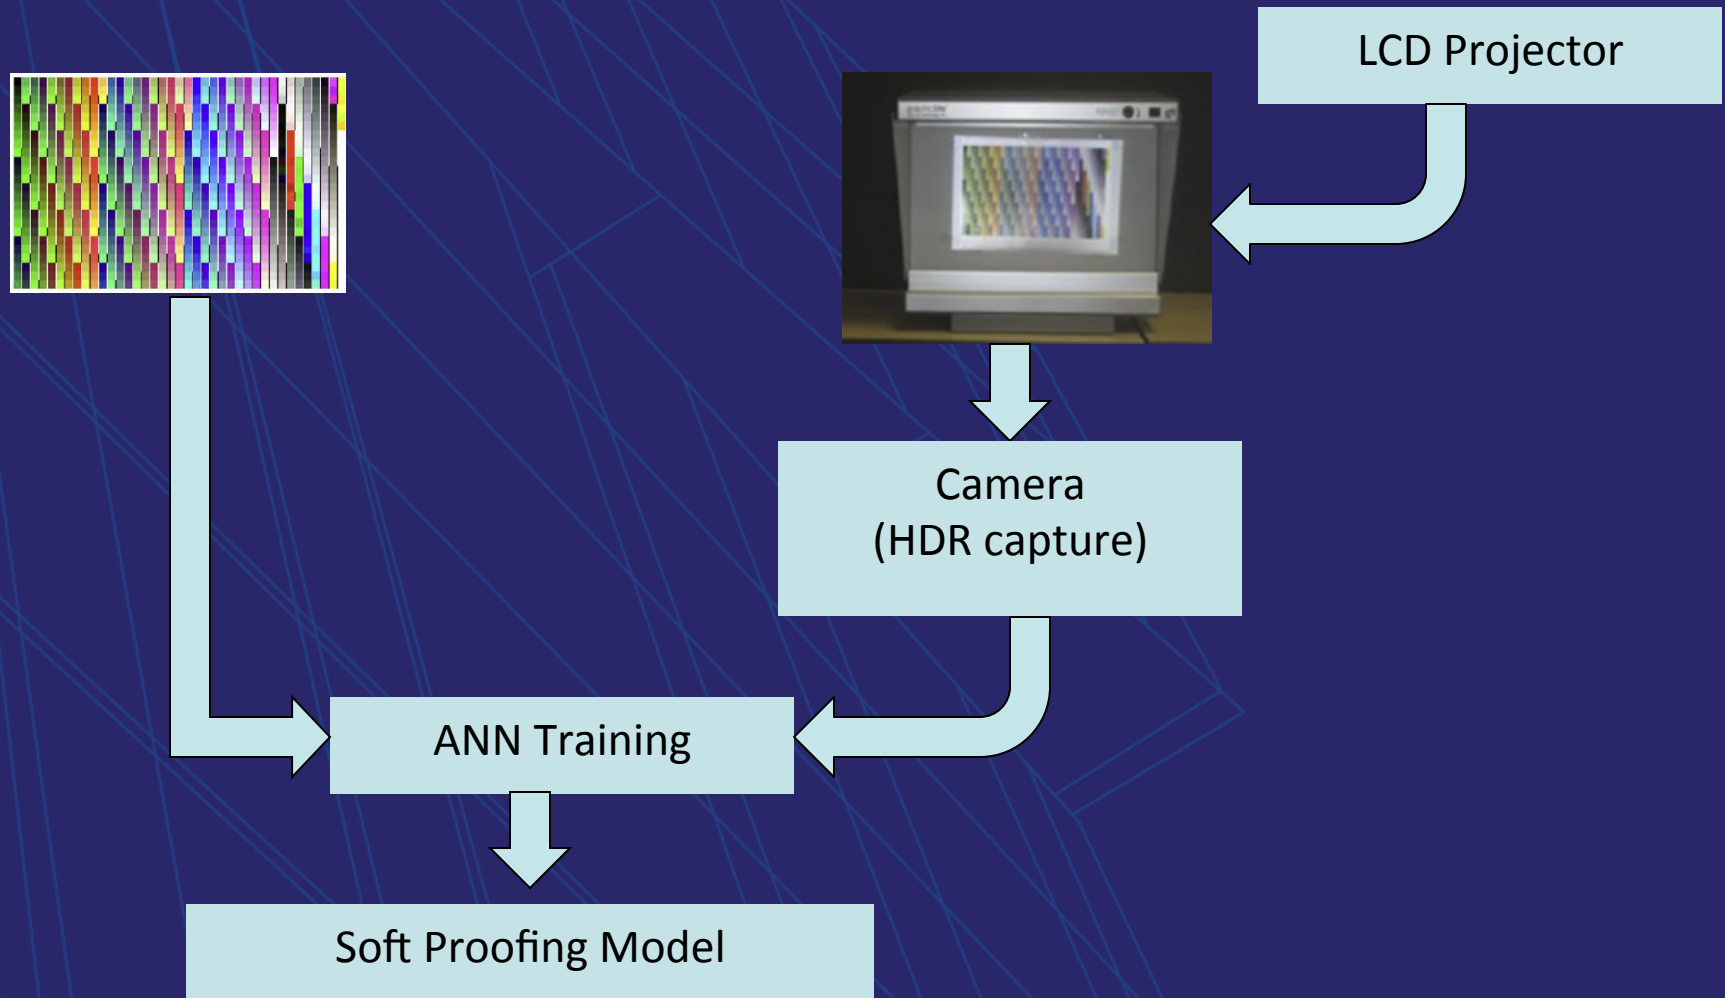 LCD Projector
Camera
(HDR capture)
ANN Training
Soft Proofing Model